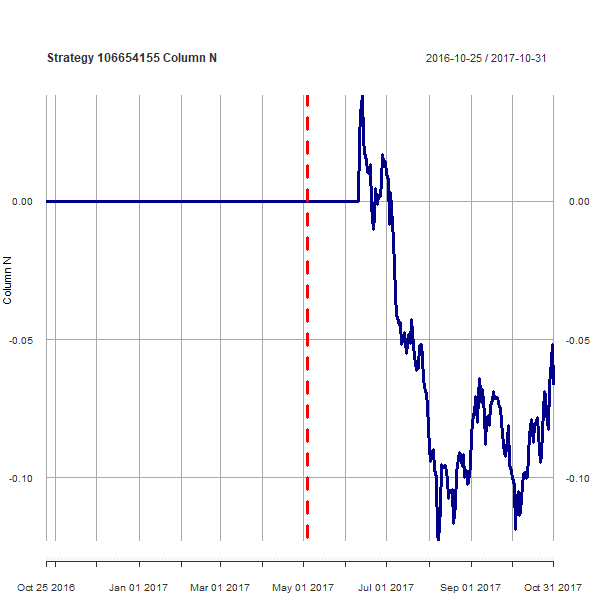 Strategy 106654155 Column N
2016-10-25 / 2017-10-31
0.00 0.00
Column N
-0.05 -0.05
-0.10 -0.10
Oct 25 2016 Jan 01 2017 Mar 01 2017 May 01 2017 Jul 01 2017 Sep 01 2017 Oct 31 2017